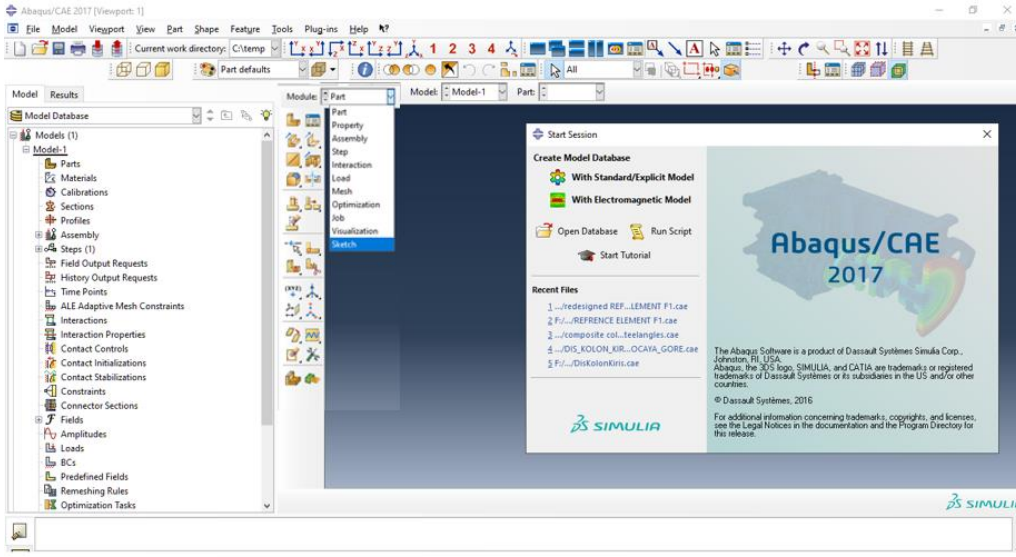 Abaqus/CAE 2017 [Viewport: 1]
File Model Viewport View Part Shape Feature Tools Plug-ins Help
Current work directory: C:\temp
1 2 3 4
A
Part defaults
All
Model Results
Module: Part Model: Model-1 Part:
Model Database
Models (1)
Model-1
Parts
Materials
Calibrations
Sections
Profiles
Assembly
Steps (1)
Field Output Requests
History Output Requests
Time Points
ALE Adaptive Mesh Constraints
Interactions
Interaction Properties
Contact Controls
Contact Initializations
Contact Stabilizations
Constraints
Connector Sections
Fields
Amplitudes
Loads
BCs
Predefined Fields
Remeshing Rules
Optimization Tasks
Part
Property
Assembly
Step
Interaction
Load
Mesh
Optimization
Job
Visualization
Sketch
(XYZ)
Start Session
Create Model Database
With Standard/Explicit Model
With Electromagnetic Model
Open Database Run Script
Start Tutorial
Recent Files
1 .../redesigned REF...LEMENT F1.cae
2 F:/.../REFRENCE ELEMENT F1.cae
3 .../composite col...teelangles.cae
4 .../DIS_KOLON_KIR...OCAYA_GORE.cae
5 F:/.../DisKolonKiris.cae
SIMULIA
Abaqus/CAE
2017
The Abaqus Software is a product of Dassault Systèmes Simulia Corp.,
Johnston, RI, USA.
Abaqus, the 3DS logo, SIMULIA, and CATIA are trademarks or registered
trademarks of Dassault Systèmes or its subsidiaries in the US and/or other
countries.
© Dassault Systèmes, 2016
For additional information concerning trademarks, copyrights, and licenses,
see the Legal Notices in the documentation and the Program Directory for
this release.
SIMULI